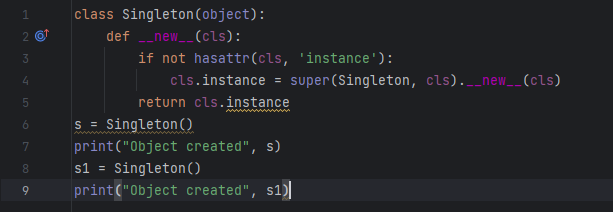 1 class Singleton(object):
2     def __new__(cls):
3         if not hasattr(cls, 'instance'):
4             cls.instance = super(Singleton, cls).__new__(cls)
5         return cls.instance
6 s = Singleton()
7 print("Object created", s)
8 s1 = Singleton()
9 print("Object created", s1)